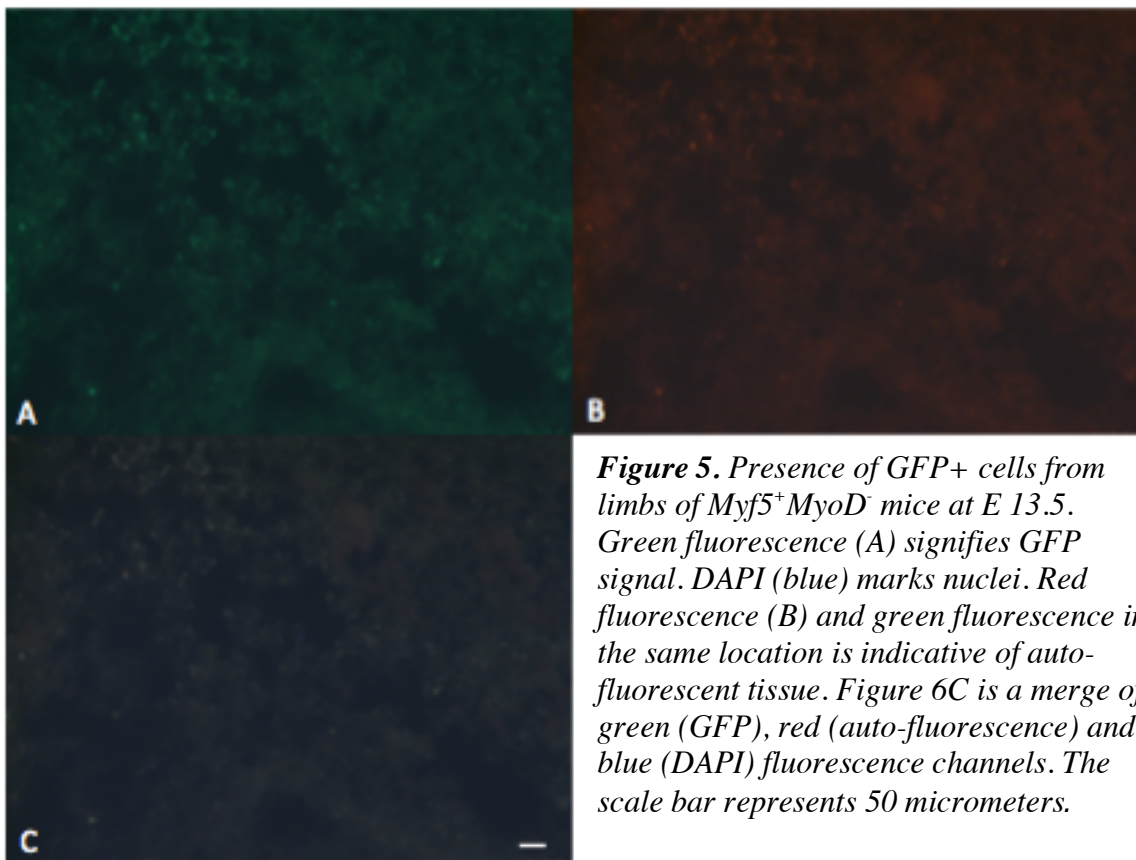 A
B
C
Figure 5. Presence of GFP+ cells from
limbs of Myf5⁺MyoD⁻ mice at E 13.5.
Green fluorescence (A) signifies GFP
signal. DAPI (blue) marks nuclei. Red
fluorescence (B) and green fluorescence
the same location is indicative of auto-
fluorescent tissue. Figure 6C is a merge
green (GFP), red (auto-fluorescence) and
blue (DAPI) fluorescence channels. The
scale bar represents 50 micrometers.